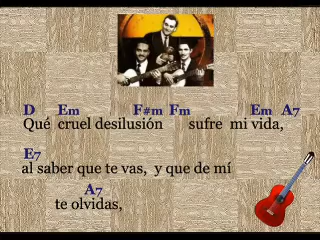 D Em F#m Fm Em A7
Qué cruel desilusión sufre mi vida,
E7
al saber que te vas, y que de mí
A7
te olvidas,